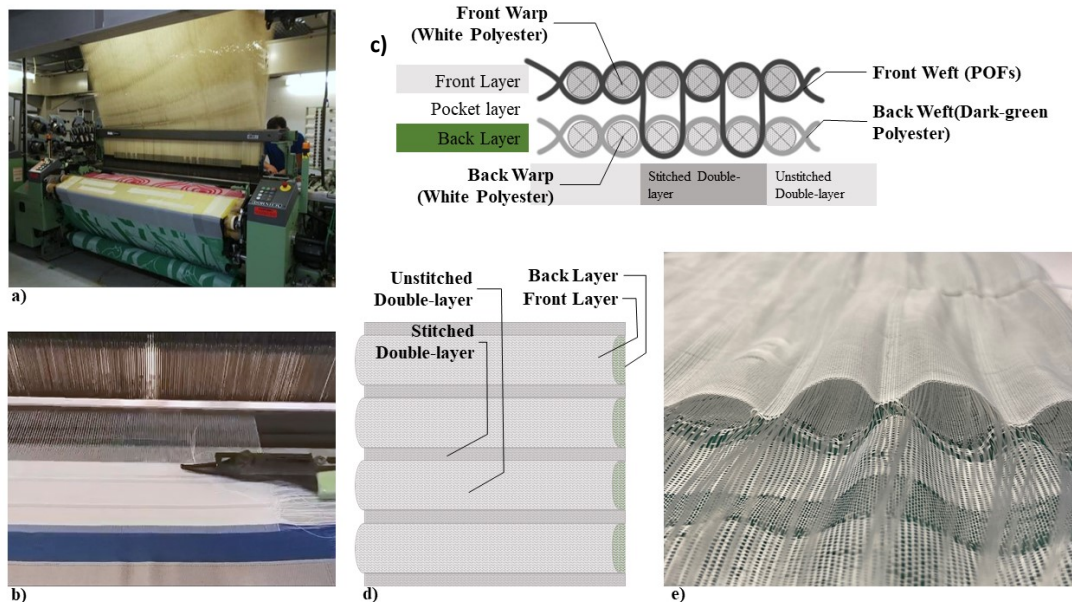 a)
b)
c)
Front Warp
(White Polyester)
Front Layer
Pocket layer
Back Layer
Front Weft (POFs)
Back Weft(Dark-green
Polyester)
Back Warp
(White Polyester)
Stitched Double-
layer
Unstitched
Double-layer
Unstitched
Double-layer
Stitched
Double-layer
Back Layer
Front Layer
d)
e)